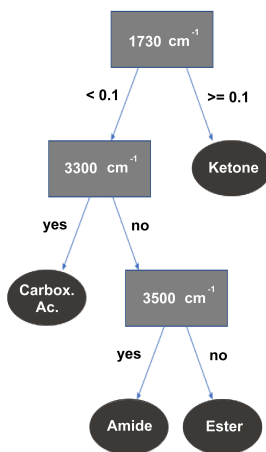 1730 cm⁻¹
< 0.1
>= 0.1
3300 cm⁻¹
Ketone
yes
no
Carbox.
Ac.
3500 cm⁻¹
yes
no
Amide
Ester